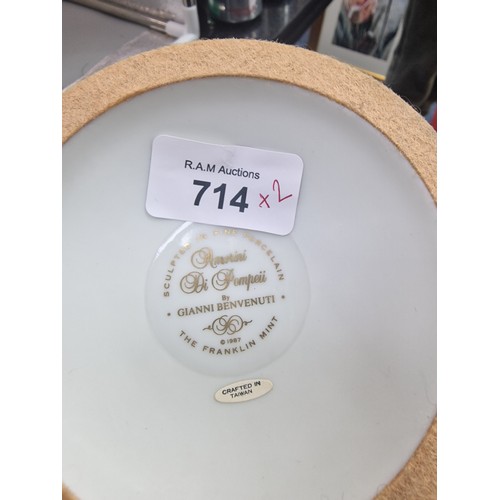 R.A.M Auctions
714 x2
SCULPTED IN FINE PORCELAIN
Amorini
Di Pompeii
By
• GIANNI BENVENUTI •
© 1987
THE FRANKLIN MINT
CRAFTED IN
TAIWAN